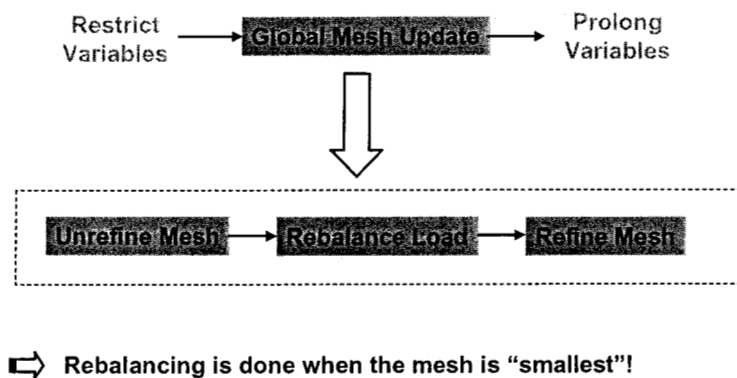 Restrict
Variables
Global Mesh Update
Prolong
Variables
Unrefine Mesh
Rebalance Load
Refine Mesh
Rebalancing is done when the mesh is “smallest”!